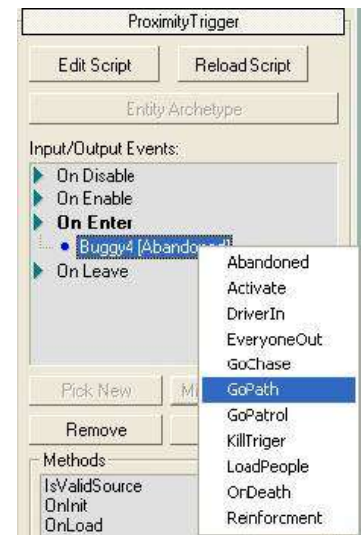 ProximityTrigger
Edit Script
Reload Script
Entity Archetype
Input/Output Events:
On Disable
On Enable
On Enter
Buggy4 [Abandoned]
On Leave
Abandoned
Activate
DriverIn
EveryoneOut
GoChase
GoPath
GoPatrol
KillTriger
LoadPeople
OnDeath
Reinforcment
Pick New
Remove
Methods
IsValidSource
OnInit
OnLoad